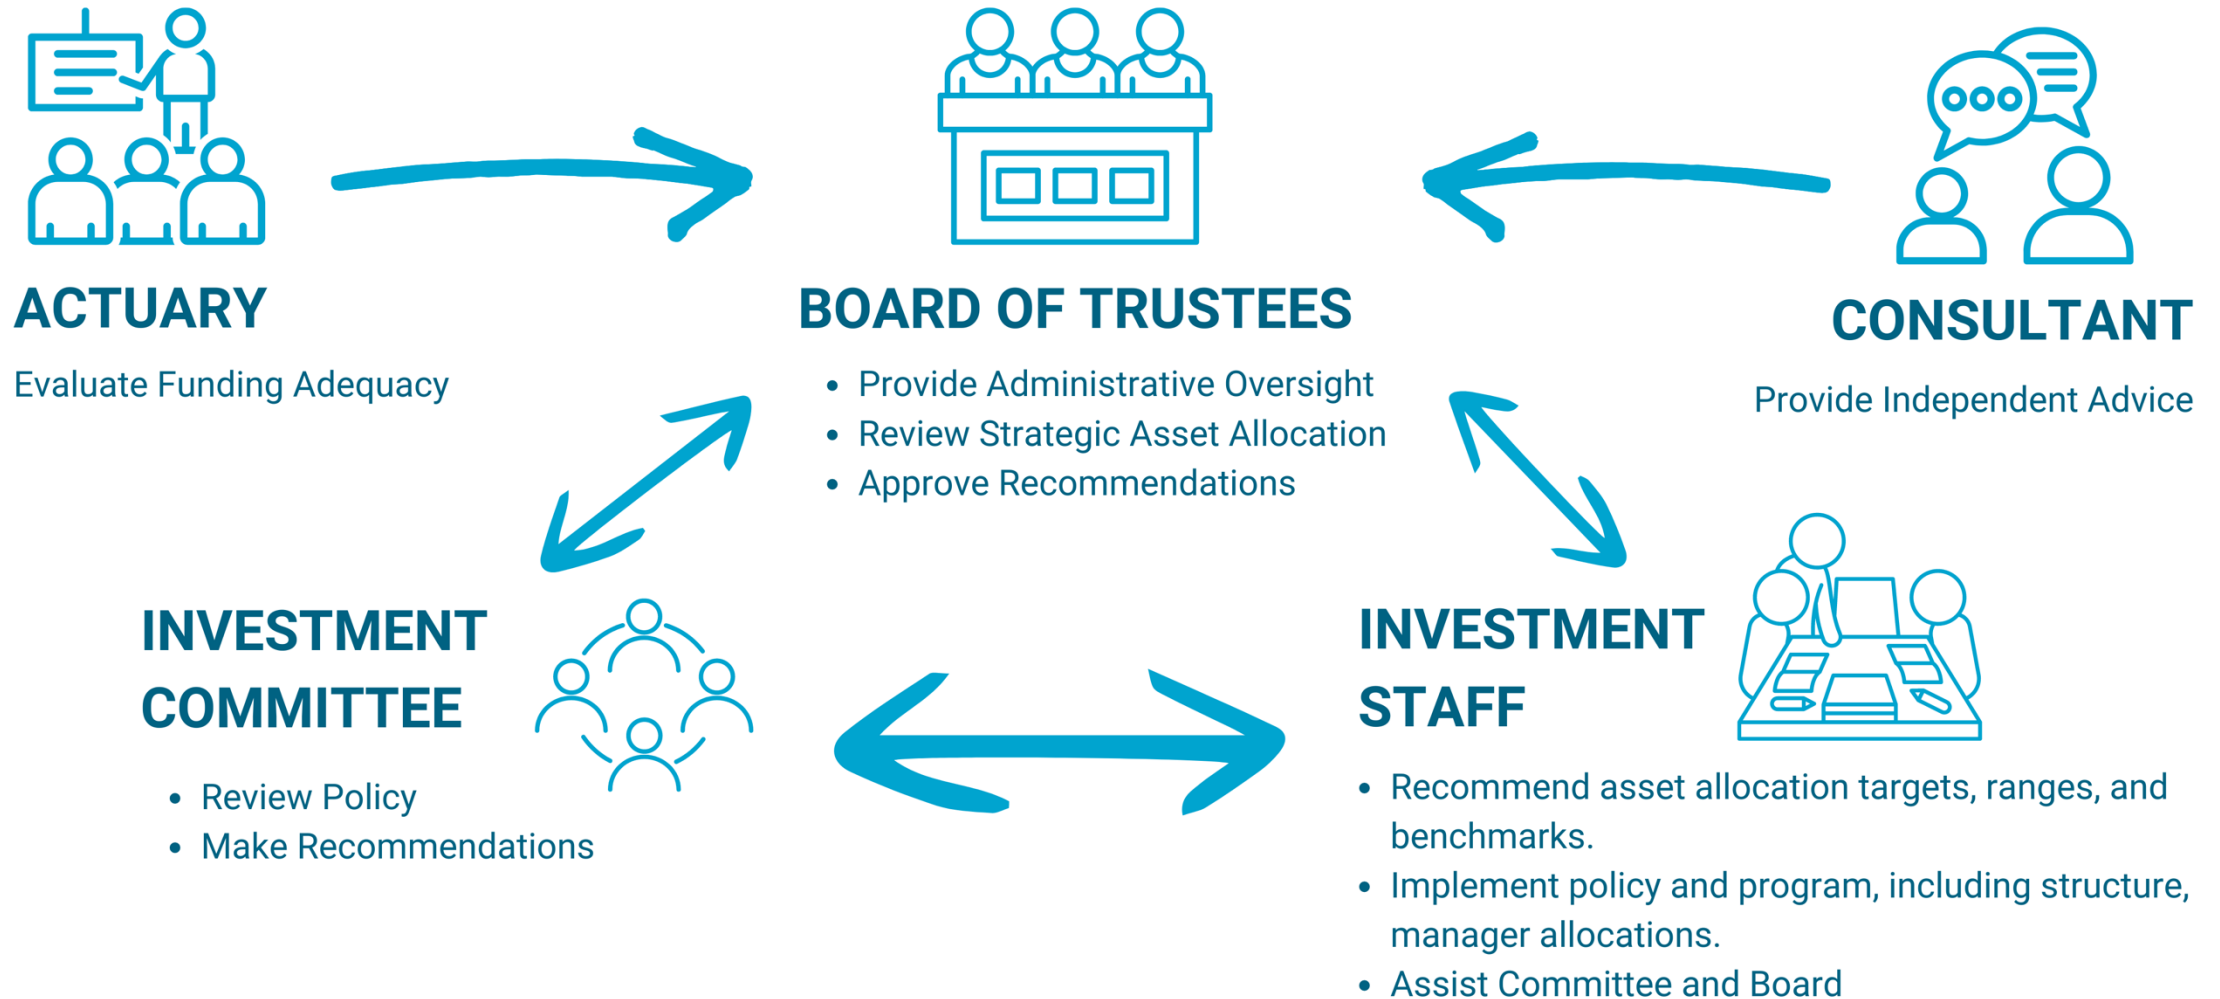 ACTUARY
Evaluate Funding Adequacy
BOARD OF TRUSTEES
• Provide Administrative Oversight
• Review Strategic Asset Allocation
• Approve Recommendations
CONSULTANT
Provide Independent Advice
INVESTMENT
COMMITTEE
• Review Policy
• Make Recommendations
INVESTMENT
STAFF
• Recommend asset allocation targets, ranges, and
benchmarks.
• Implement policy and program, including structure,
manager allocations.
• Assist Committee and Board